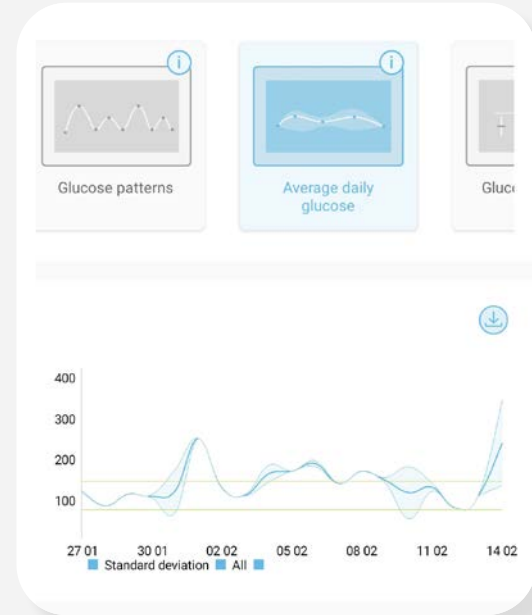 i
i
Glucose patterns
Average daily
glucose
Gluc
400
300
200
100
27 01 30 01 02 02 05 02 08 02 11 02 14 02
Standard deviation All